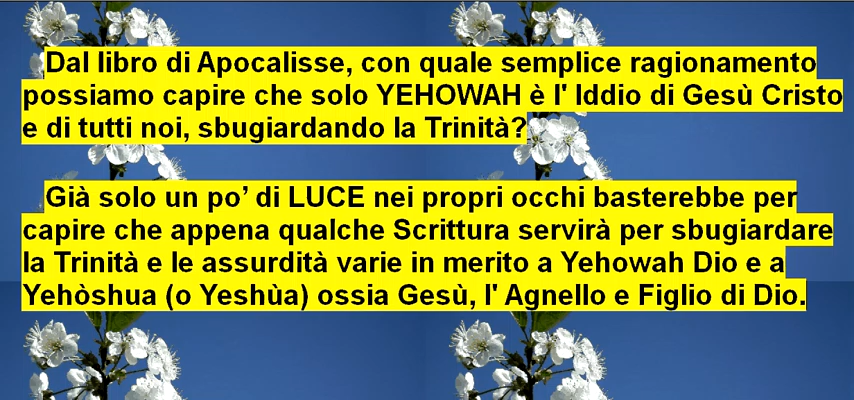 Dal libro di Apocalisse, con quale semplice ragionamento
possiamo capire che solo YEHOWAH è l' Iddio di Gesù Cristo
e di tutti noi, sbugiardando la Trinità?
Già solo un po’ di LUCE nei propri occhi basterebbe per
capire che appena qualche Scrittura servirà per sbugiardare
la Trinità e le assurdità varie in merito a Yehowah Dio e a
Yehòshua (o Yeshùa) ossia Gesù, l' Agnello e Figlio di Dio.